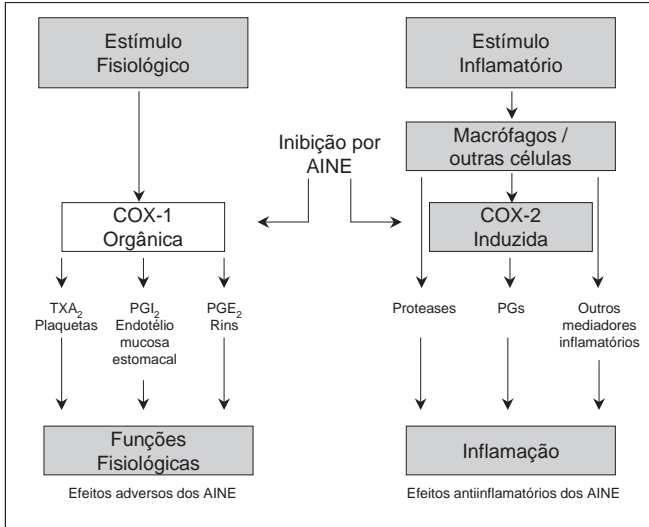 Estímulo
Fisiológico
Estímulo
Inflamatório
Inibição por
AINE
Macrófagos /
outras células
COX-1
Orgânica
COX-2
Induzida
TXA₂
Plaquetas
PGI₂
Endotélio
mucosa
estomacal
PGE₂
Rins
Proteases
PGs
Outros
mediadores
inflamatórios
Funções
Fisiológicas
Inflamação
Efeitos adversos dos AINE
Efeitos antiinflamatórios dos AINE